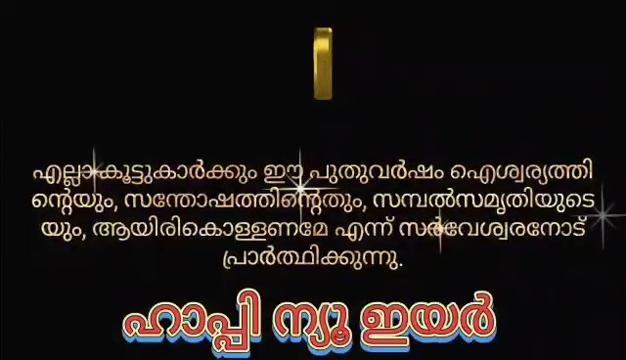 എല്ലാ കൂട്ടുകാർക്കും ഈ പുതുവർഷം ഐശ്വര്യത്തി
ന്റെയും, സന്തോഷത്തിന്റെതും, സമ്പൽസമൃതിയുടെ
യും, ആയിരികൊള്ളണമേ എന്ന് സർവേശ്വരനോട്
പ്രാർത്ഥിക്കുന്നു.
ഹാപ്പി ന്യൂ ഇയർ